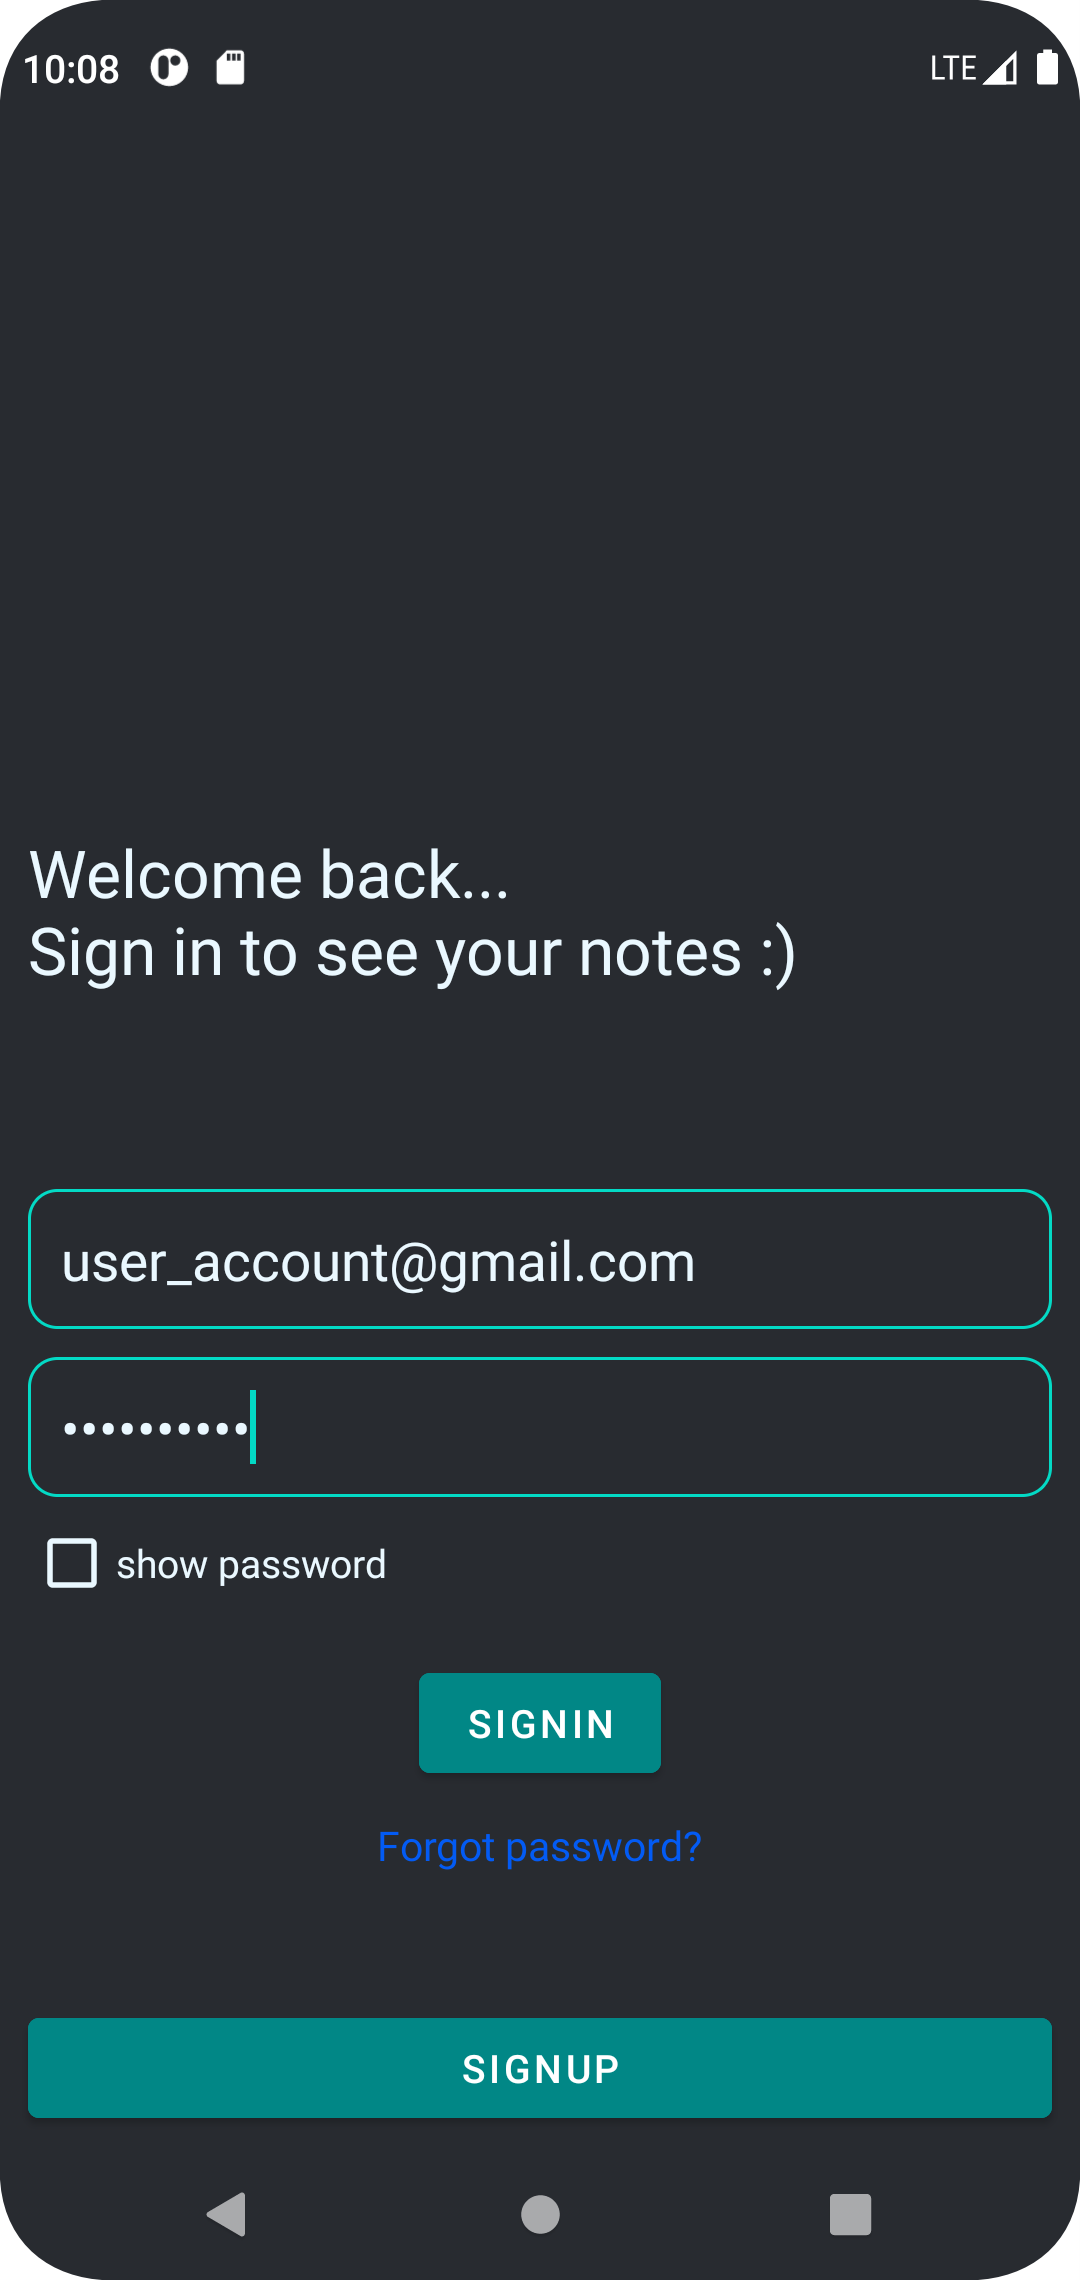 10:08 LTE
Welcome back...
Sign in to see your notes :)
user_account@gmail.com
••••••••••
show password
SIGNIN
Forgot password?
SIGNUP